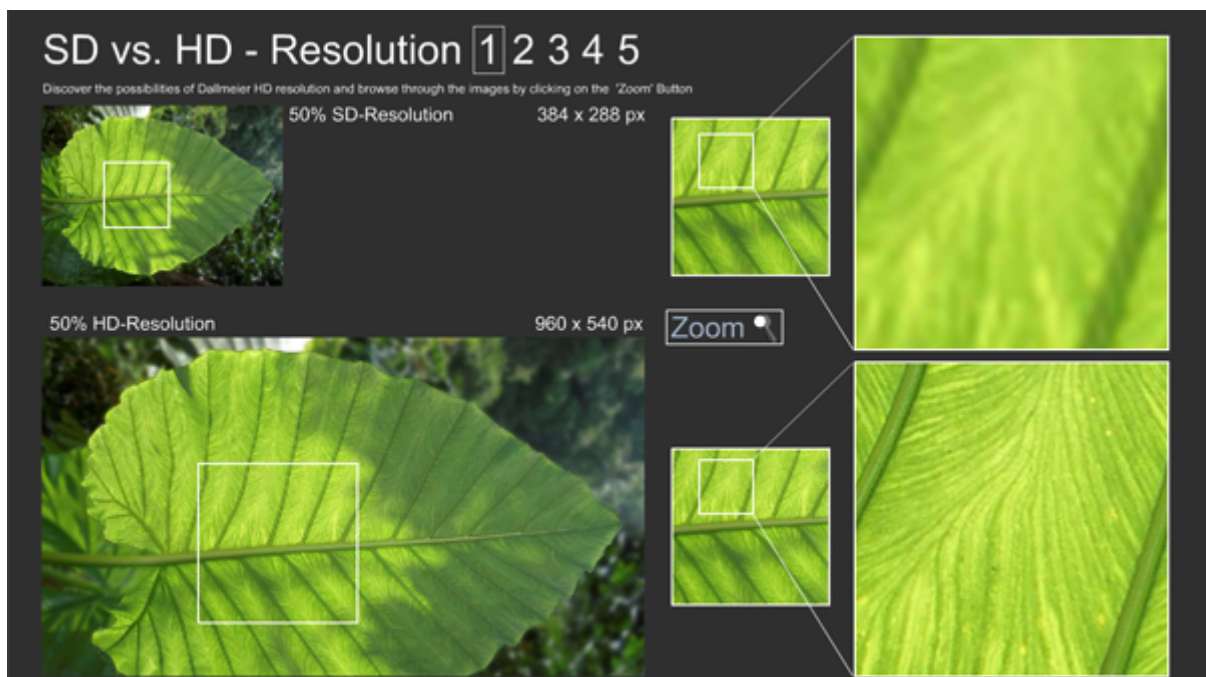 SD vs. HD - Resolution 1 2 3 4 5
Discover the possibilities of Dallmeier HD resolution and browse through the images by clicking on the "Zoom" Button
50% SD-Resolution 384 x 288 px
50% HD-Resolution 960 x 540 px
Zoom